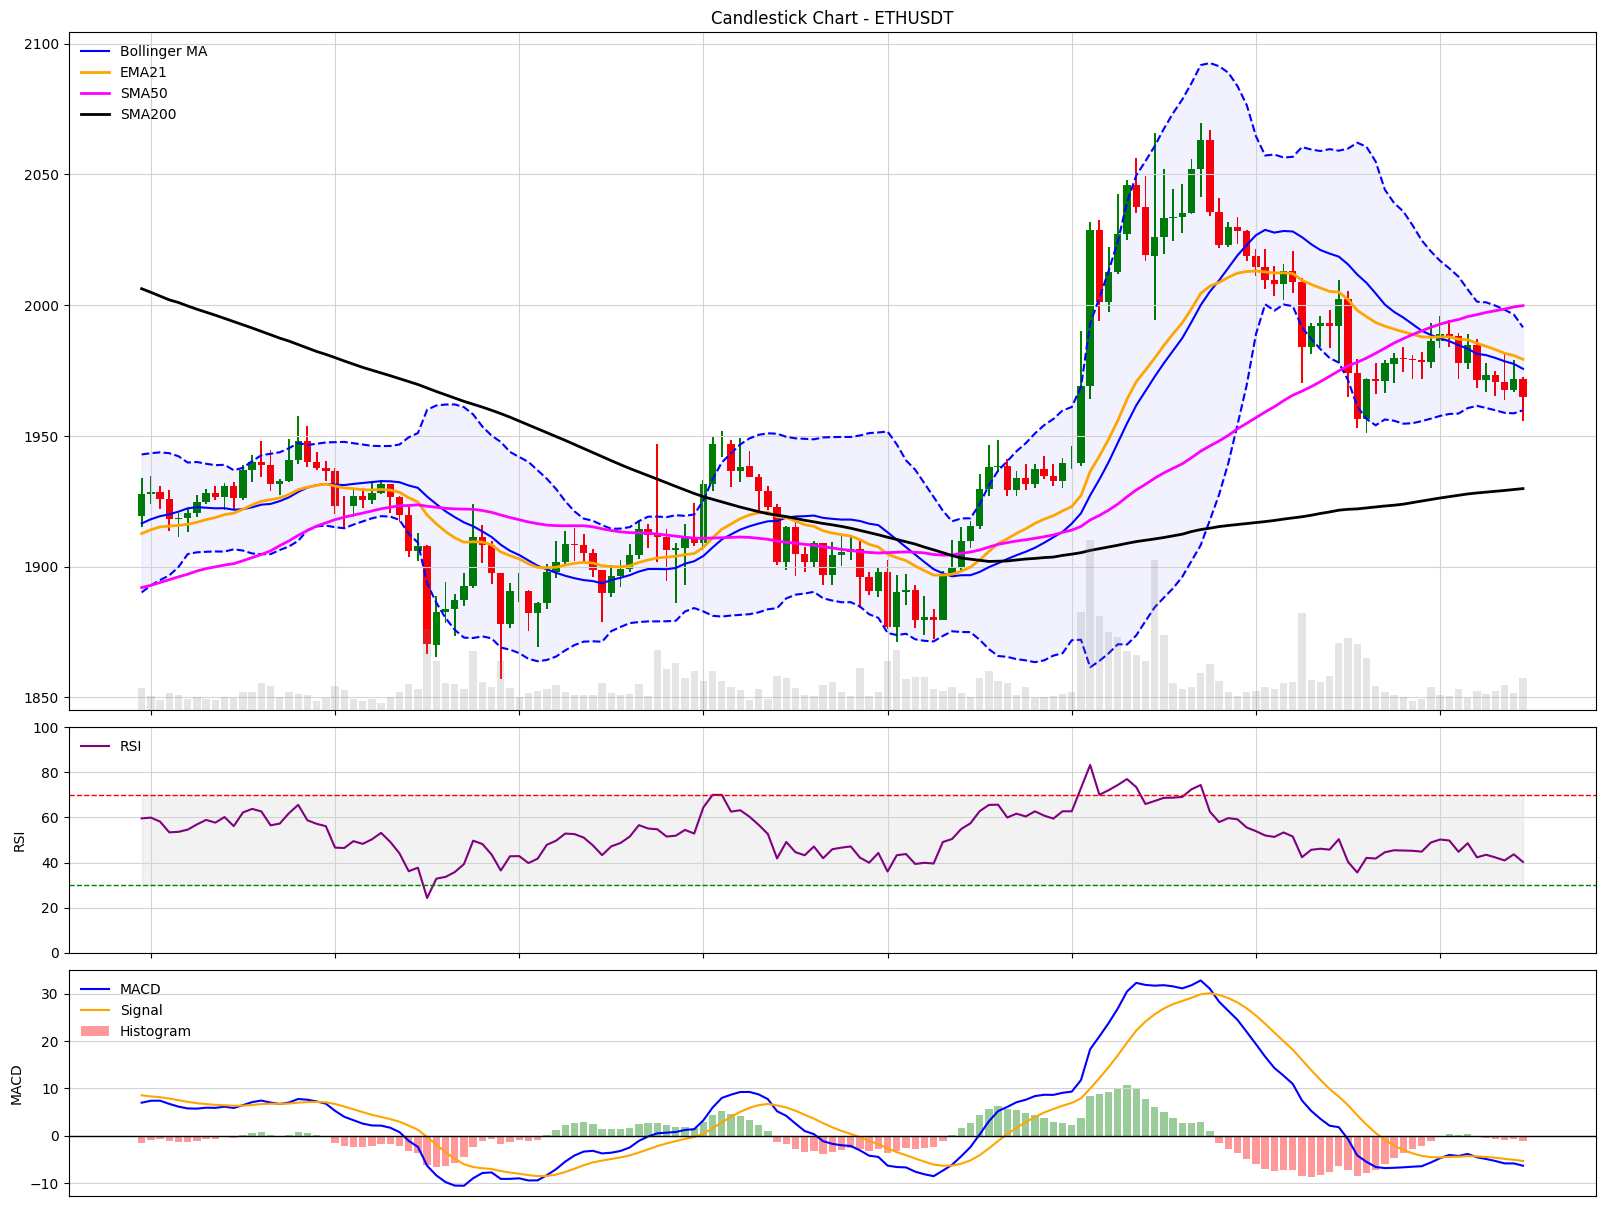 Candlestick Chart - ETHUSDT
Bollinger MA
EMA21
SMA50
SMA200
2100
2050
2000
1950
1900
1850
RSI
RSI
100
80
60
40
20
0
MACD
Signal
Histogram
MACD
30
20
10
0
−10